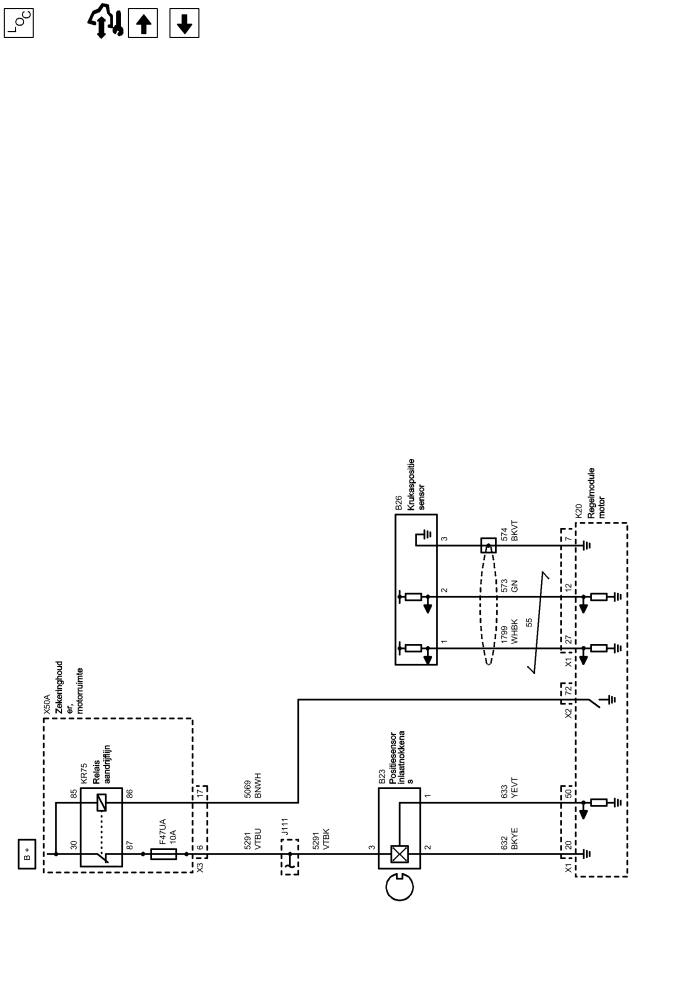 LOC
B+
X50A
Zekeringhoud
er,
motorruimte
KR75
Relais
aandrijflijn
30
85
87
86
F47UA
10A
X3
6
17
5291
VTBU
5069
BNWH
J111
5291
VTBK
B23
Positiesensor
inlaatnokkena
s
3
2
1
632
BKYE
633
YEVT
X1
20
50
X2
72
B26
Krukaspositie
sensor
1
2
3
1799
WHBK
573
GN
574
BKVT
55
X1
27
12
7
K20
Regelmodule
motor